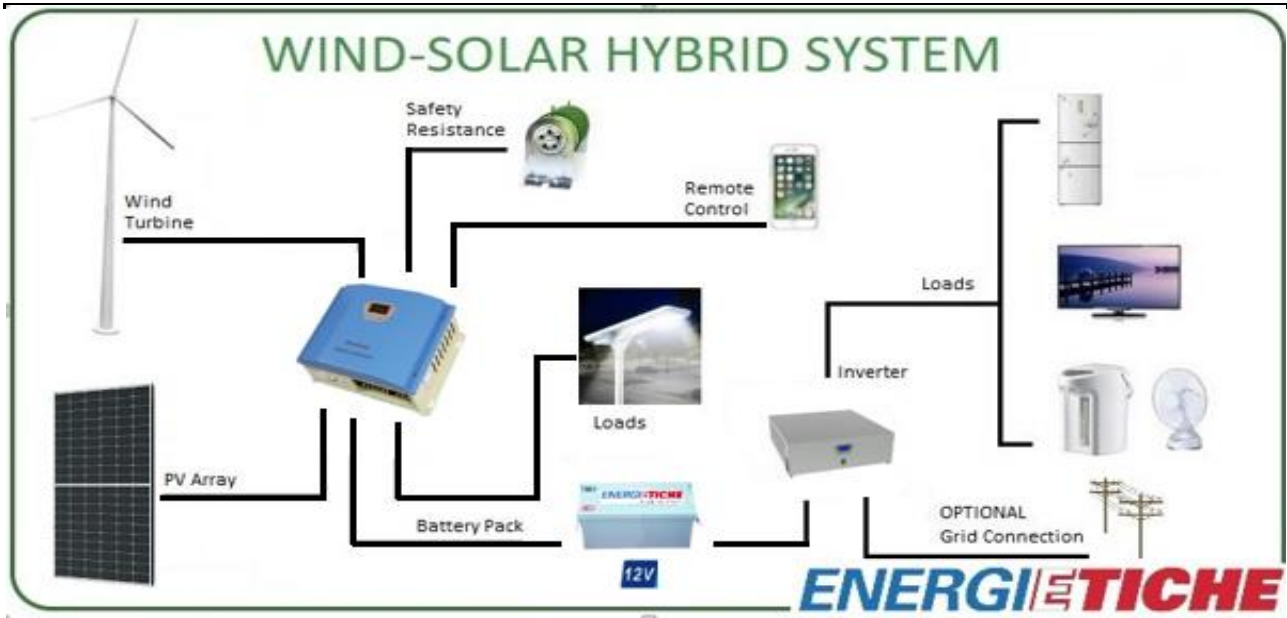 WIND-SOLAR HYBRID SYSTEM
Safety
Resistance
Remote
Control
Wind
Turbine
Loads
Inverter
Loads
PV Array
ENERGIETICHE
Battery Pack
OPTIONAL
Grid Connection
12V
ENERGIETICHE